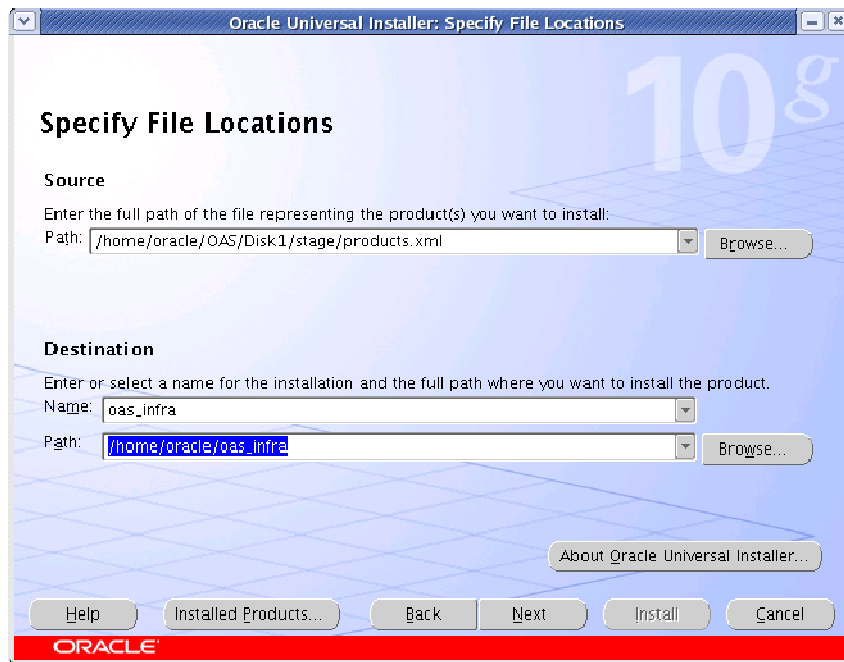 Oracle Universal Installer: Specify File Locations
10g
Specify File Locations
Source
Enter the full path of the file representing the product(s) you want to install:
Path: /home/oracle/OAS/Disk1/stage/products.xml Browse...
Destination
Enter or select a name for the installation and the full path where you want to install the product.
Name: oas_infra
Path: /home/oracle/oas_infra Browse...
About Oracle Universal Installer...
Help Installed Products... Back Next Install Cancel
ORACLE